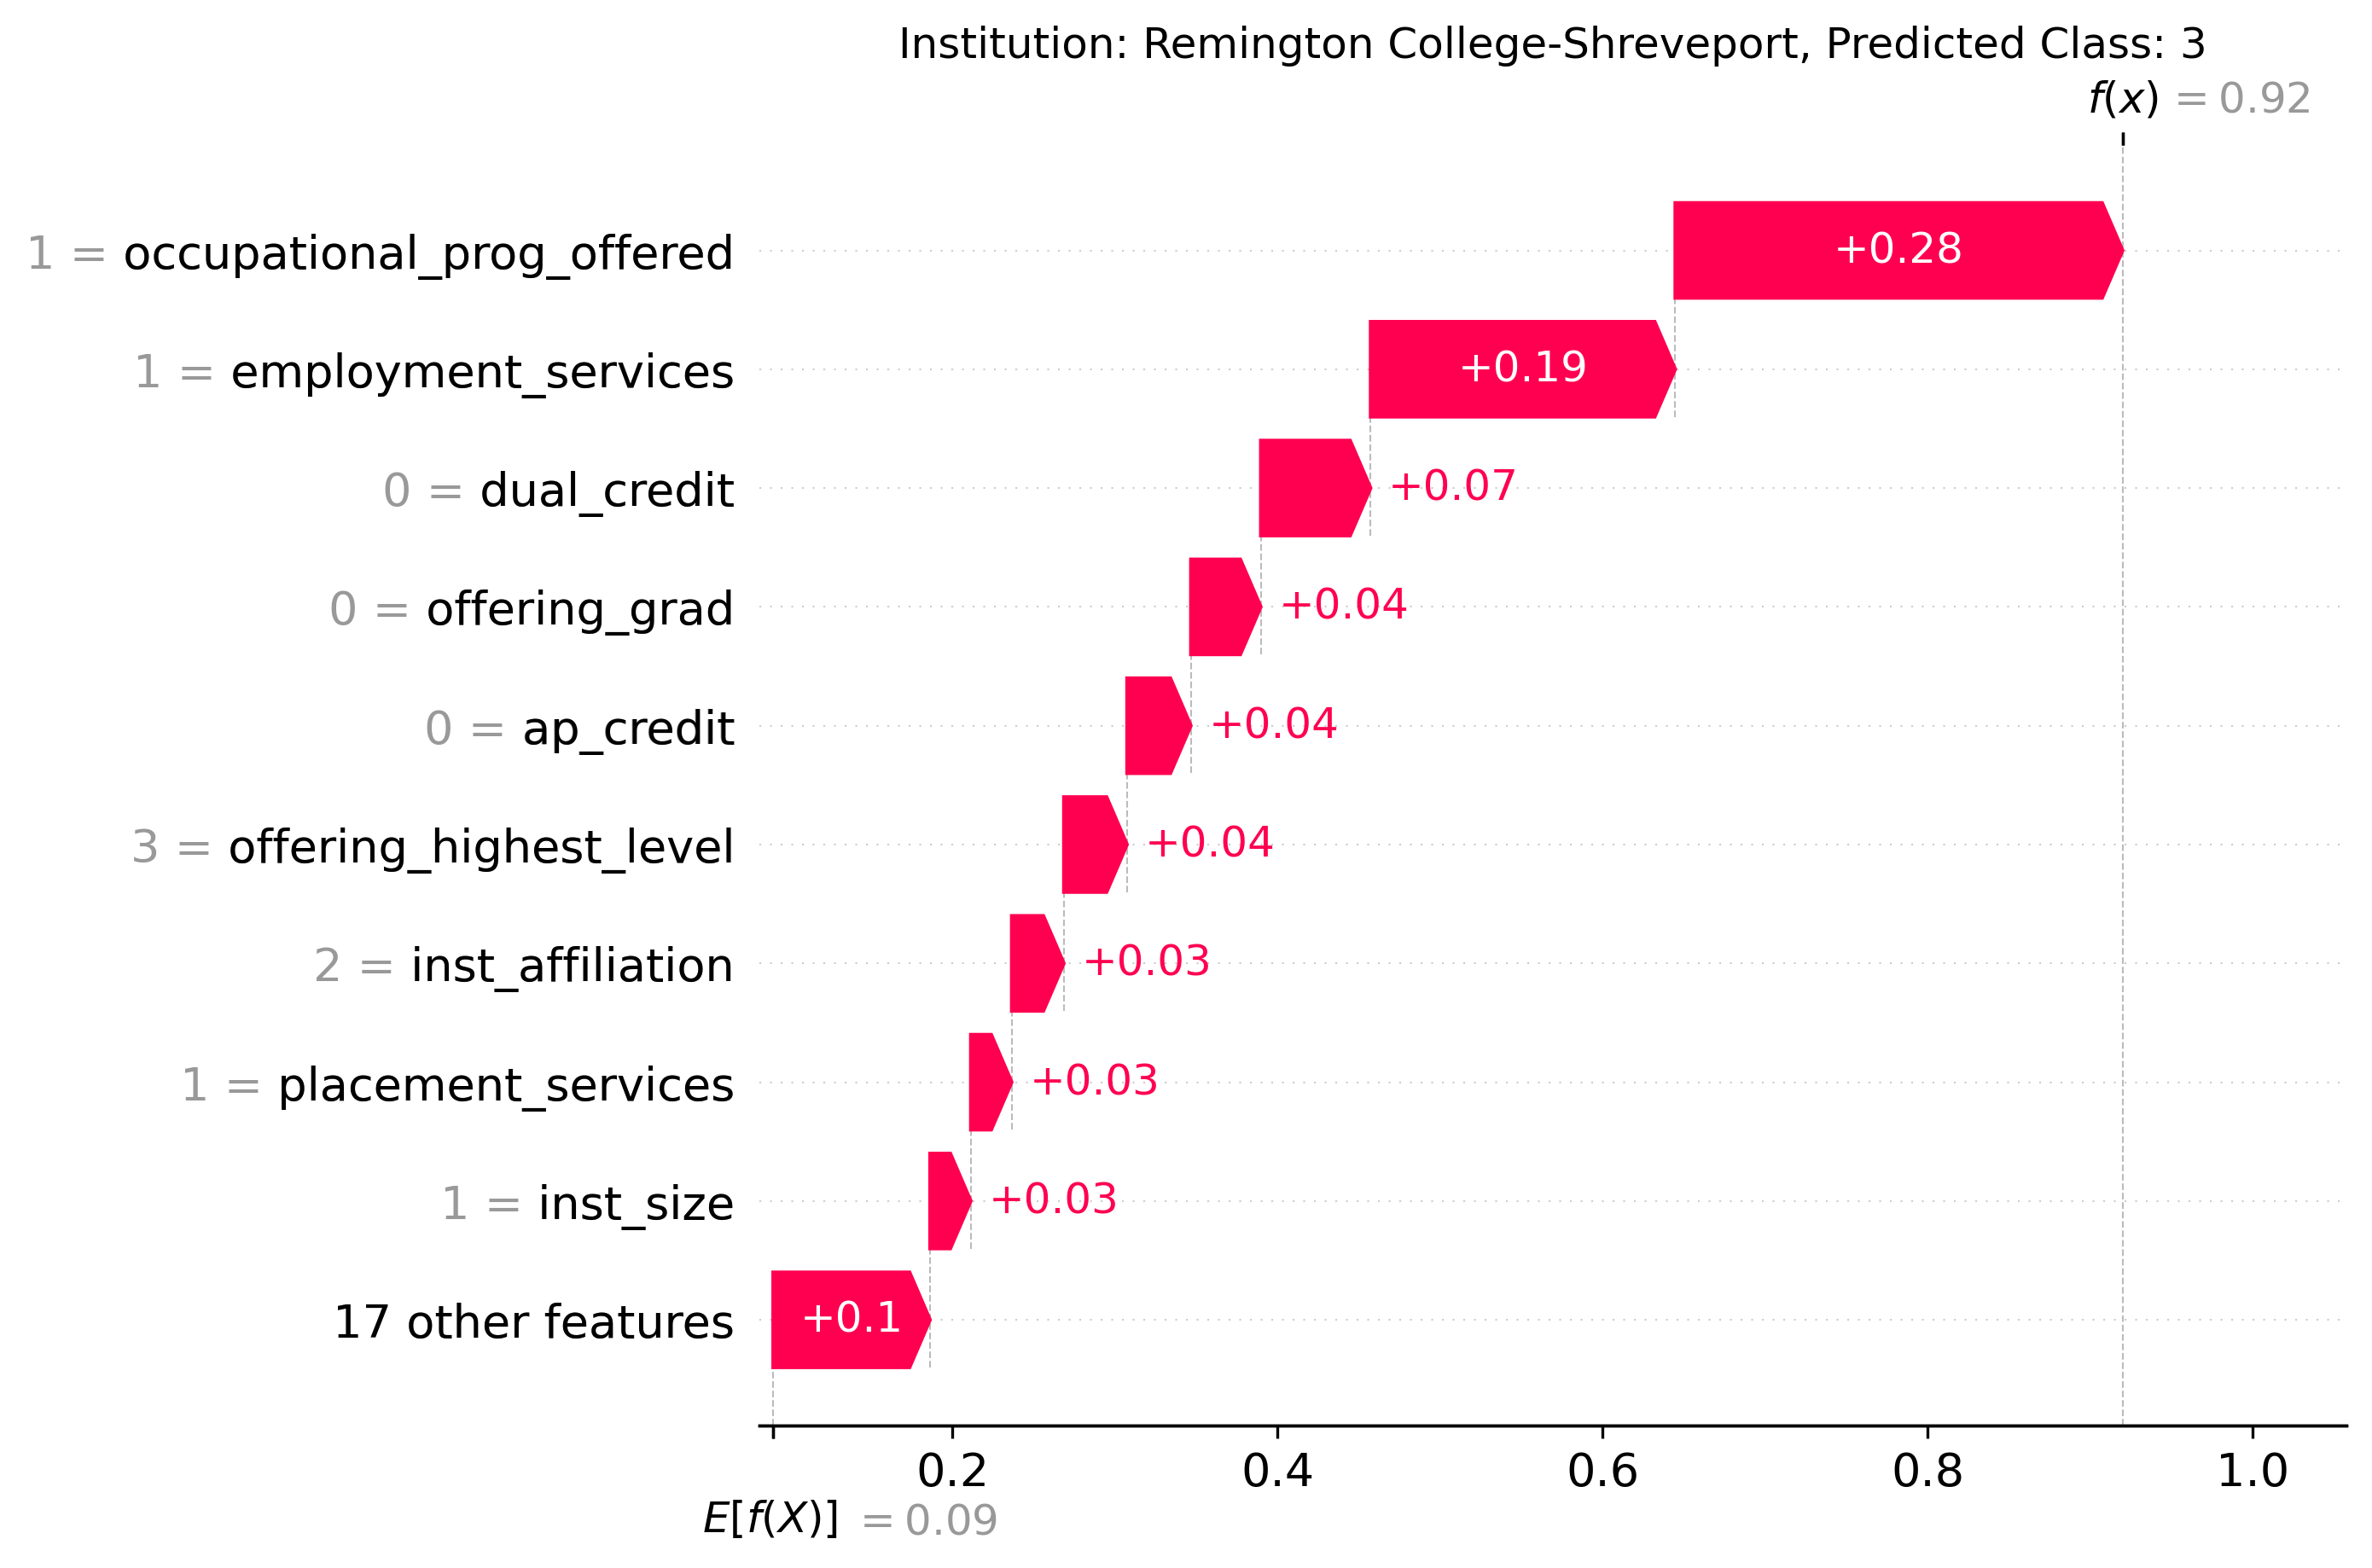 Institution: Remington College-Shreveport, Predicted Class: 3
f(x) = 0.92
1 = occupational_prog_offered +0.28
1 = employment_services +0.19
0 = dual_credit +0.07
0 = offering_grad +0.04
0 = ap_credit +0.04
3 = offering_highest_level +0.04
2 = inst_affiliation +0.03
1 = placement_services +0.03
1 = inst_size +0.03
17 other features +0.1
0.2 0.4 0.6 0.8 1.0
E[f(X)] = 0.09